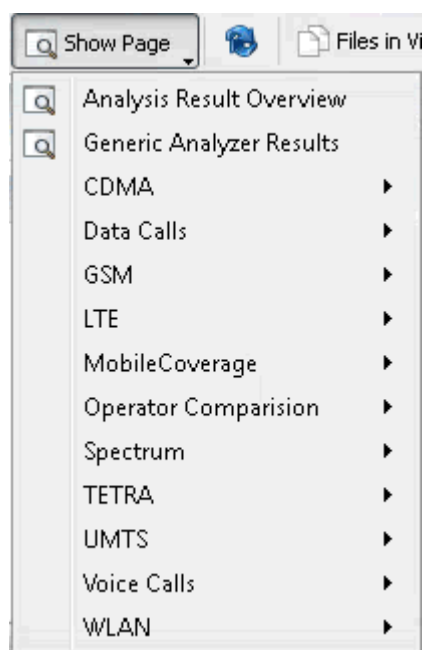 Show Page Files in Vi
Analysis Result Overview
Generic Analyzer Results
CDMA
Data Calls
GSM
LTE
MobileCoverage
Operator Comparision
Spectrum
TETRA
UMTS
Voice Calls
WLAN